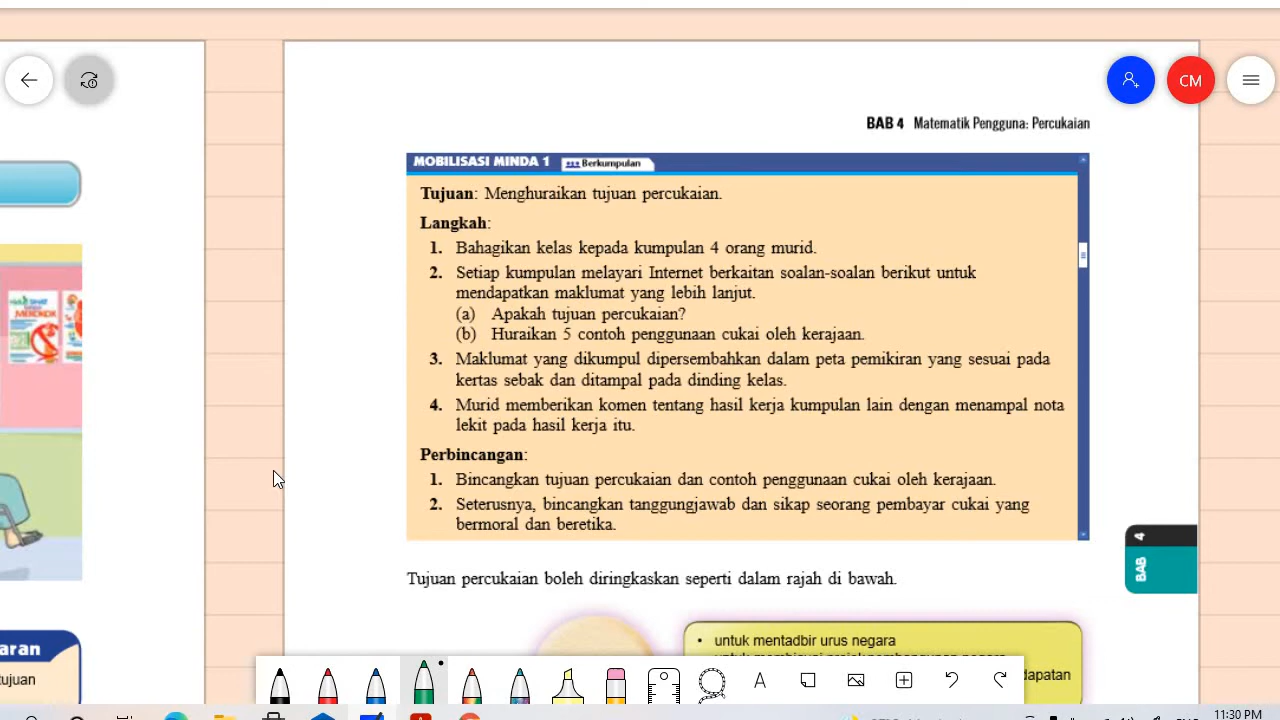 CM
BAB 4 Matematik Pengguna: Percukaian
MOBILISASI MINDA 1 Berkumpulan
Tujuan: Menghuraikan tujuan percukaian.
Langkah:
1. Bahagikan kelas kepada kumpulan 4 orang murid.
2. Setiap kumpulan melayari Internet berkaitan soalan-soalan berikut untuk
mendapatkan maklumat yang lebih lanjut.
(a) Apakah tujuan percukaian?
(b) Huraikan 5 contoh penggunaan cukai oleh kerajaan.
3. Maklumat yang dikumpul dipersembahkan dalam peta pemikiran yang sesuai pada
kertas sebak dan ditampal pada dinding kelas.
4. Murid memberikan komen tentang hasil kerja kumpulan lain dengan menampal nota
lekit pada hasil kerja itu.
Perbincangan:
1. Bincangkan tujuan percukaian dan contoh penggunaan cukai oleh kerajaan.
2. Seterusnya, bincangkan tanggungjawab dan sikap seorang pembayar cukai yang
bermoral dan beretika.
BAB 4
Tujuan percukaian boleh diringkaskan seperti dalam rajah di bawah.
• untuk mentadbir urus negara
dapatan
aran
tujuan
A
11:30 PM